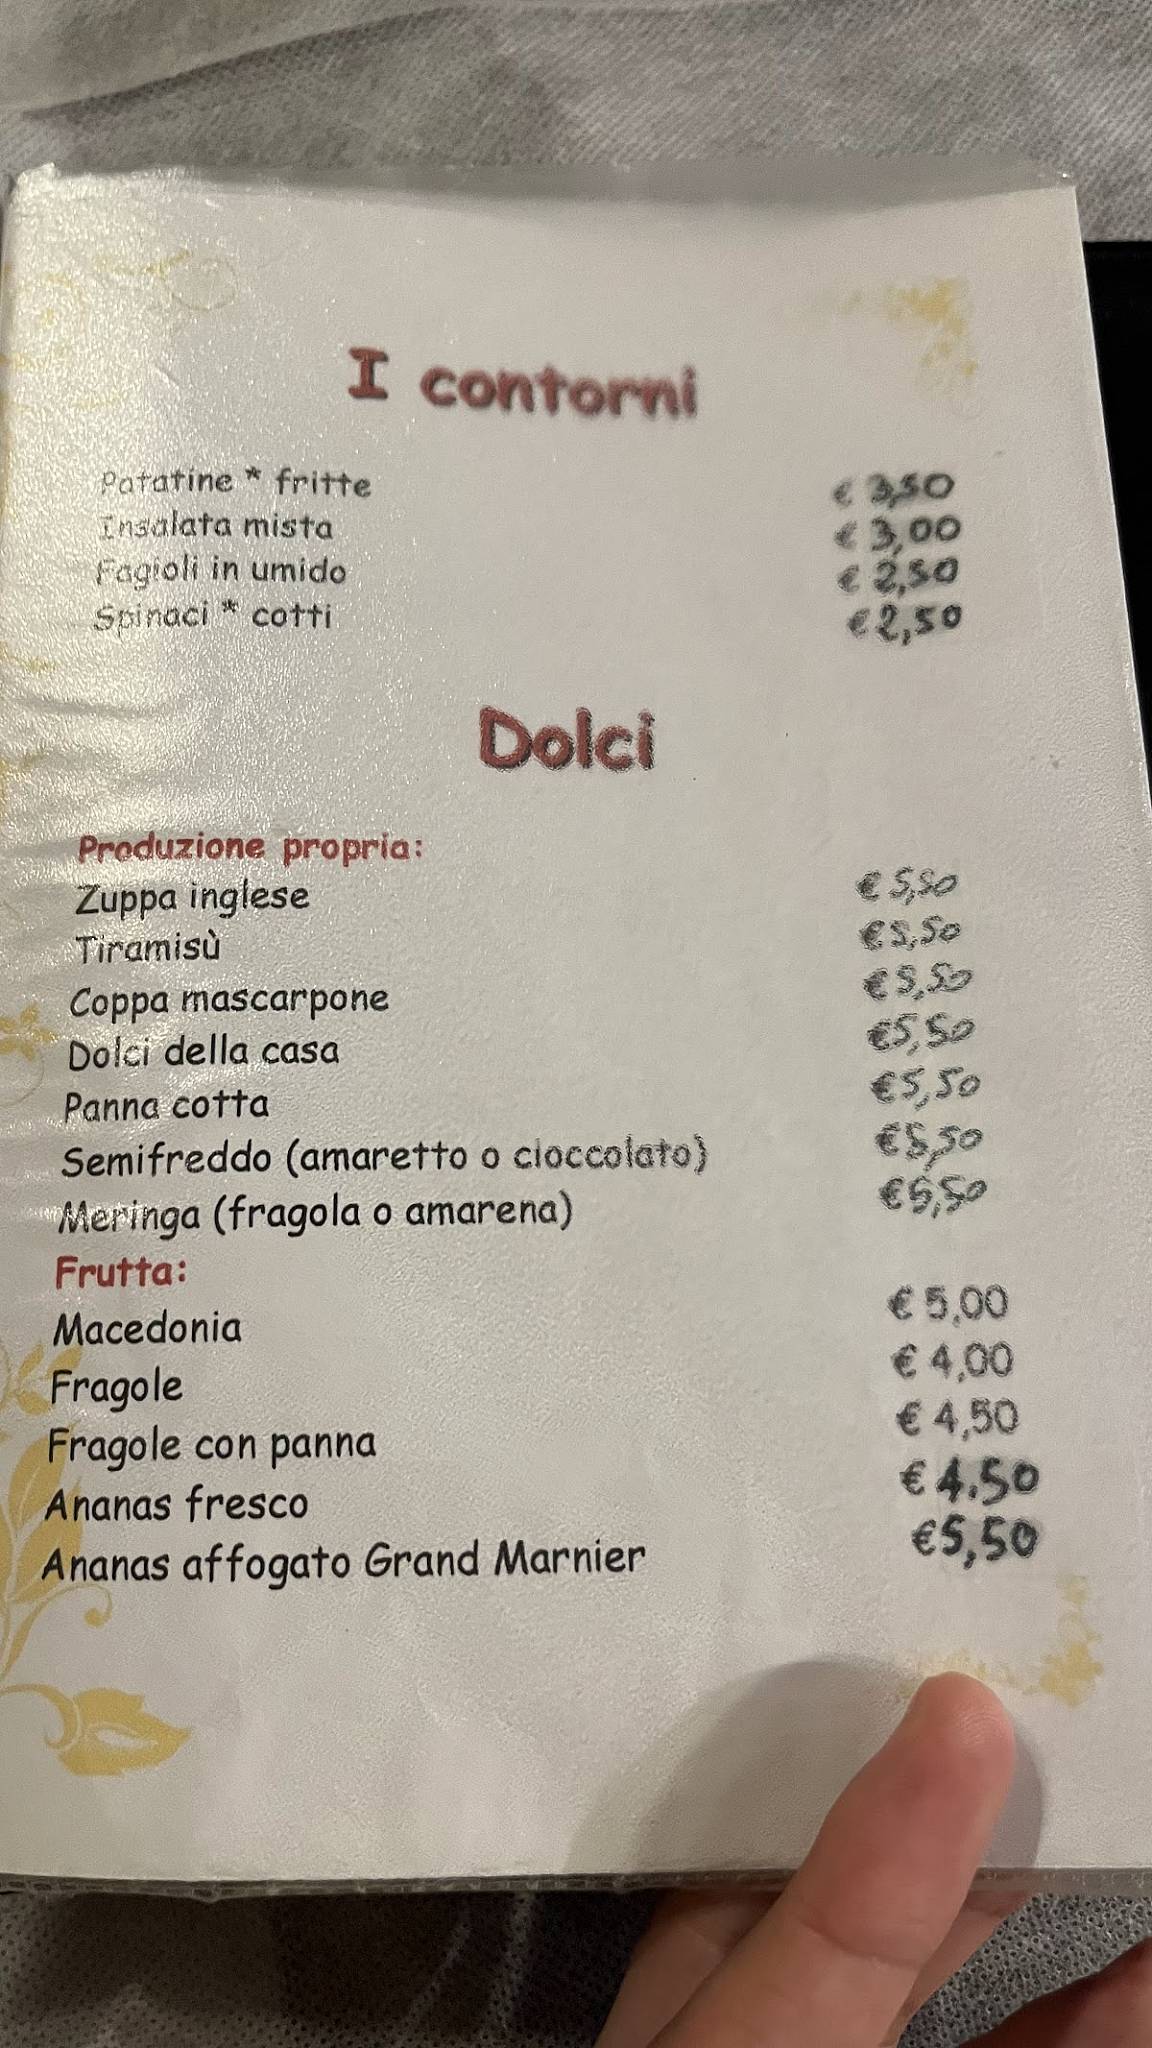 I contorni
Patatine * fritte € 3,50
Insalata mista € 3,00
Fagioli in umido € 2,50
Spinaci * cotti € 2,50
Dolci
Produzione propria:
Zuppa inglese € 5,50
Tiramisù € 5,50
Coppa mascarpone € 5,50
Dolci della casa €5,50
Panna cotta €5,50
Semifreddo (amaretto o cioccolato) €5,50
Meringa (fragola o amarena) €5,50
Frutta:
Macedonia € 5,00
Fragole € 4,00
Fragole con panna € 4,50
Ananas fresco € 4.50
Ananas affogato Grand Marnier €5,50